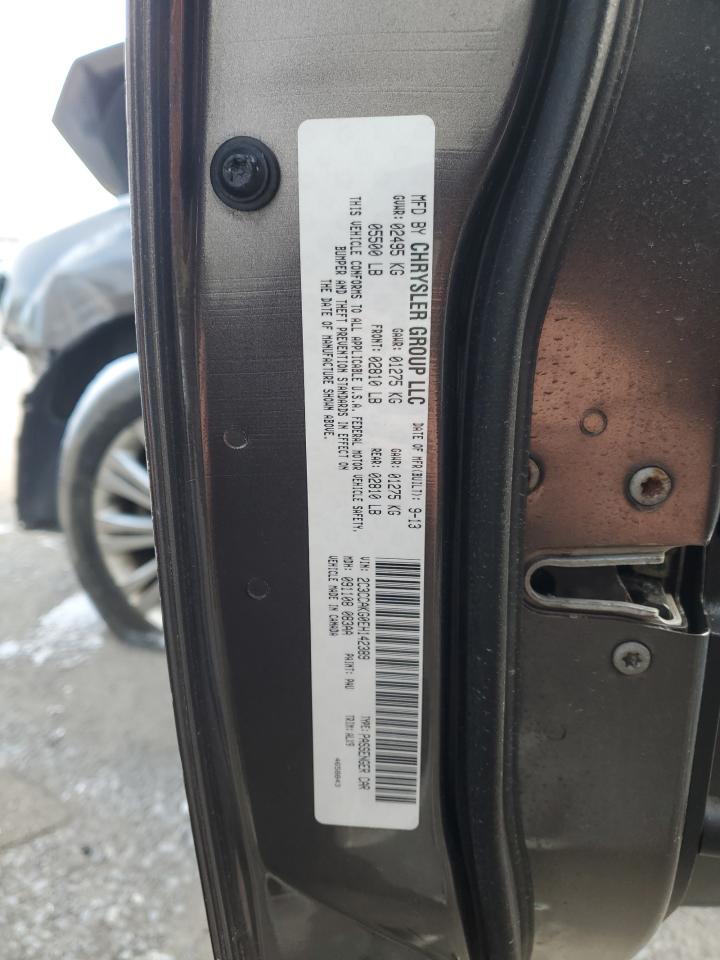 MFD BY CHRYSLER GROUP LLC DATE OF MFR(BUILT): 9-13
GVWR: 02495 KG GAWR: 01275 KG GAWR: 01275 KG
05500 LB FRONT: 02810 LB REAR: 02810 LB
THIS VEHICLE CONFORMS TO ALL APPLICABLE U.S.A. FEDERAL MOTOR VEHICLE SAFETY,
BUMPER AND THEFT PREVENTION STANDARDS IN EFFECT ON
THE DATE OF MANUFACTURE SHOWN ABOVE.
VIN: 2C3CCAKG0EH142389 TYPE: PASSENGER CAR
MDH: 091108 083AA PAINT: PAU TRIM: ALX9
VEHICLE MADE IN CANADA 4658043